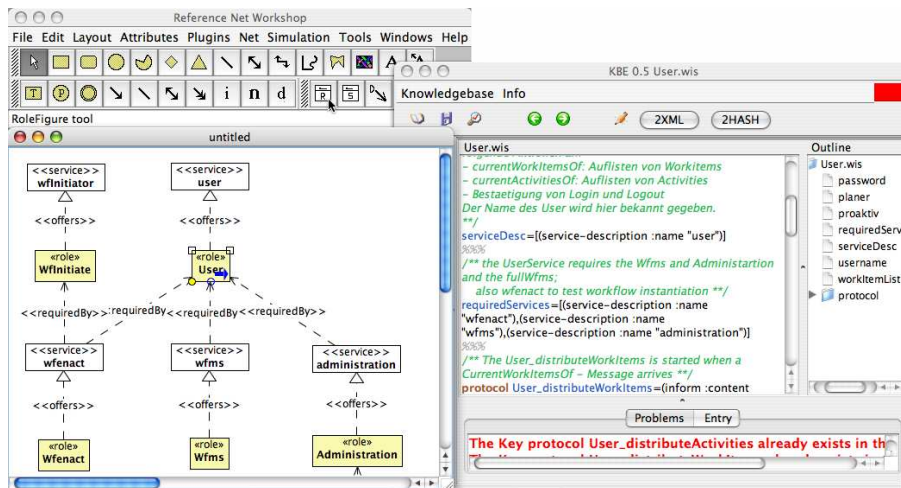 Reference Net Workshop
File Edit Layout Attributes Plugins Net Simulation Tools Windows Help
A
T P i n d R S
RoleFigure tool
untitled
<<service>>
wfInitiator
<<service>>
user
<<offers>>
<<offers>>
«role»
WfInitiate
«role»
User
<<requiredBy>>
:requiredBy<
<<requiredBy
<<requiredBy>>
<<service>>
wfenact
<<service>>
wfms
<<service>>
administration
<<offers>>
<<offers>>
<<offers>>
«role»
Wfenact
«role»
Wfms
«role»
Administration
KBE 0.5 User.wis
Knowledgebase Info
2XML 2HASH
User.wis
– currentWorkItemsOf: Auflisten von Workitems
– currentActivitiesOf: Auflisten von Activities
– Bestaetigung von Login und Logout
Der Name des User wird hier bekannt gegeben.
**/
serviceDesc=[(service-description :name "user")]
%%%
/** the UserService requires the Wfms and Administartion
and the fullWfms;
also wfenact to test workflow instantiation **/
requiredServices=[(service-description :name
"wfenact"),(service-description :name
"wfms"),(service-description :name "administration")]
%%%
/** The User_distributeWorkItems is started when a
CurrentWorkItemsOf – Message arrives **/
protocol User_distributeWorkItems=(inform :content
Outline
User.wis
password
planer
proaktiv
requiredServ
serviceDesc
username
workItemList
protocol
Problems Entry
The Key protocol User_distributeActivities already exists in th